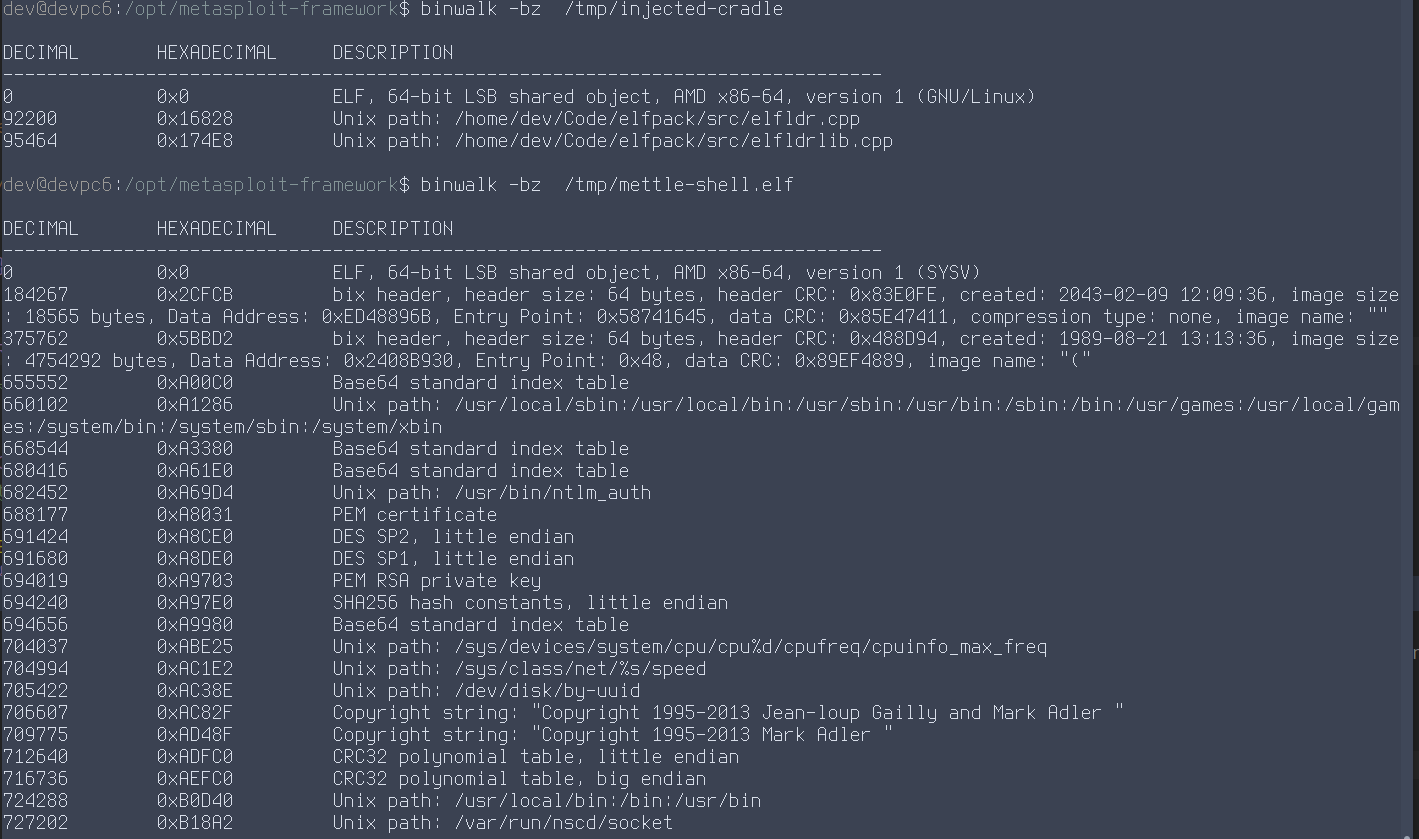 dev@devpc6:/opt/metasploit-framework$ binwalk -bz  /tmp/injected-cradle
DECIMAL       HEXADECIMAL     DESCRIPTION
--------------------------------------------------------------------------------
0             0x0             ELF, 64-bit LSB shared object, AMD x86-64, version 1 (GNU/Linux)
92200         0x16828         Unix path: /home/dev/Code/elfpack/src/elfldr.cpp
95464         0x174E8         Unix path: /home/dev/Code/elfpack/src/elfldrlib.cpp
dev@devpc6:/opt/metasploit-framework$ binwalk -bz  /tmp/mettle-shell.elf
DECIMAL       HEXADECIMAL     DESCRIPTION
--------------------------------------------------------------------------------
0             0x0             ELF, 64-bit LSB shared object, AMD x86-64, version 1 (SYSV)
184267        0x2CFCB         bix header, header size: 64 bytes, header CRC: 0x83E0FE, created: 2043-02-09 12:09:36, image size
: 18565 bytes, Data Address: 0xED48896B, Entry Point: 0x58741645, data CRC: 0x85E47411, compression type: none, image name: ""
375762        0x5BBD2         bix header, header size: 64 bytes, header CRC: 0x488D94, created: 1989-08-21 13:13:36, image size
: 4754292 bytes, Data Address: 0x2408B930, Entry Point: 0x48, data CRC: 0x89EF4889, image name: "("
655552        0xA00C0         Base64 standard index table
660102        0xA1286         Unix path: /usr/local/sbin:/usr/local/bin:/usr/sbin:/usr/bin:/sbin:/bin:/usr/games:/usr/local/gam
es:/system/bin:/system/sbin:/system/xbin
668544        0xA3380         Base64 standard index table
680416        0xA61E0         Base64 standard index table
682452        0xA69D4         Unix path: /usr/bin/ntlm_auth
688177        0xA8031         PEM certificate
691424        0xA8CE0         DES SP2, little endian
691680        0xA8DE0         DES SP1, little endian
694019        0xA9703         PEM RSA private key
694240        0xA97E0         SHA256 hash constants, little endian
694656        0xA9980         Base64 standard index table
704037        0xABE25         Unix path: /sys/devices/system/cpu/cpu%d/cpufreq/cpuinfo_max_freq
704994        0xAC1E2         Unix path: /sys/class/net/%s/speed
705422        0xAC38E         Unix path: /dev/disk/by-uuid
706607        0xAC82F         Copyright string: "Copyright 1995-2013 Jean-loup Gailly and Mark Adler "
709775        0xAD48F         Copyright string: "Copyright 1995-2013 Mark Adler "
712640        0xADFC0         CRC32 polynomial table, little endian
716736        0xAEFC0         CRC32 polynomial table, big endian
724288        0xB0D40         Unix path: /usr/local/bin:/bin:/usr/bin
727202        0xB18A2         Unix path: /var/run/nscd/socket